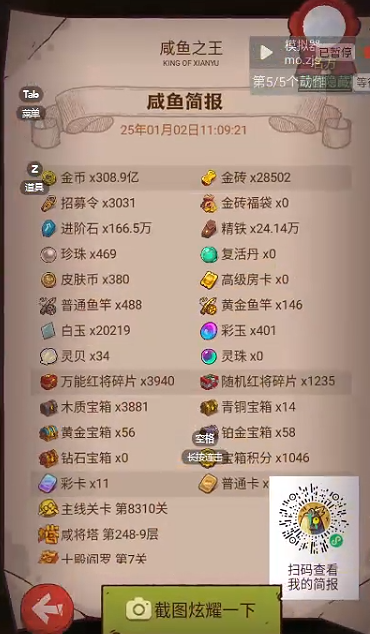 咸鱼之王
KING OF XIANYU
模拟器
mo.zjs
已暂停
第5/5个动作
隐藏
Tab
菜单
咸鱼简报
25年01月02日11:09:21
Z
道具
金币 x308.9亿 金砖 x28502
招募令 x3031 金砖福袋 x0
进阶石 x166.5万 精铁 x24.14万
珍珠 x469 复活丹 x0
皮肤币 x380 高级房卡 x0
普通鱼竿 x488 黄金鱼竿 x146
白玉 x20219 彩玉 x401
灵贝 x34 灵珠 x0
万能红将碎片 x3940 随机红将碎片 x1235
木质宝箱 x3881 青铜宝箱 x14
黄金宝箱 x56 铂金宝箱 x58
空格
长按连击
钻石宝箱 x0 宝箱积分 x1046
彩卡 x11 普通卡 x
主线关卡 第8310关
咸将塔 第248-9层
十殿阎罗 第7关
扫码查看
我的简报
截图炫耀一下